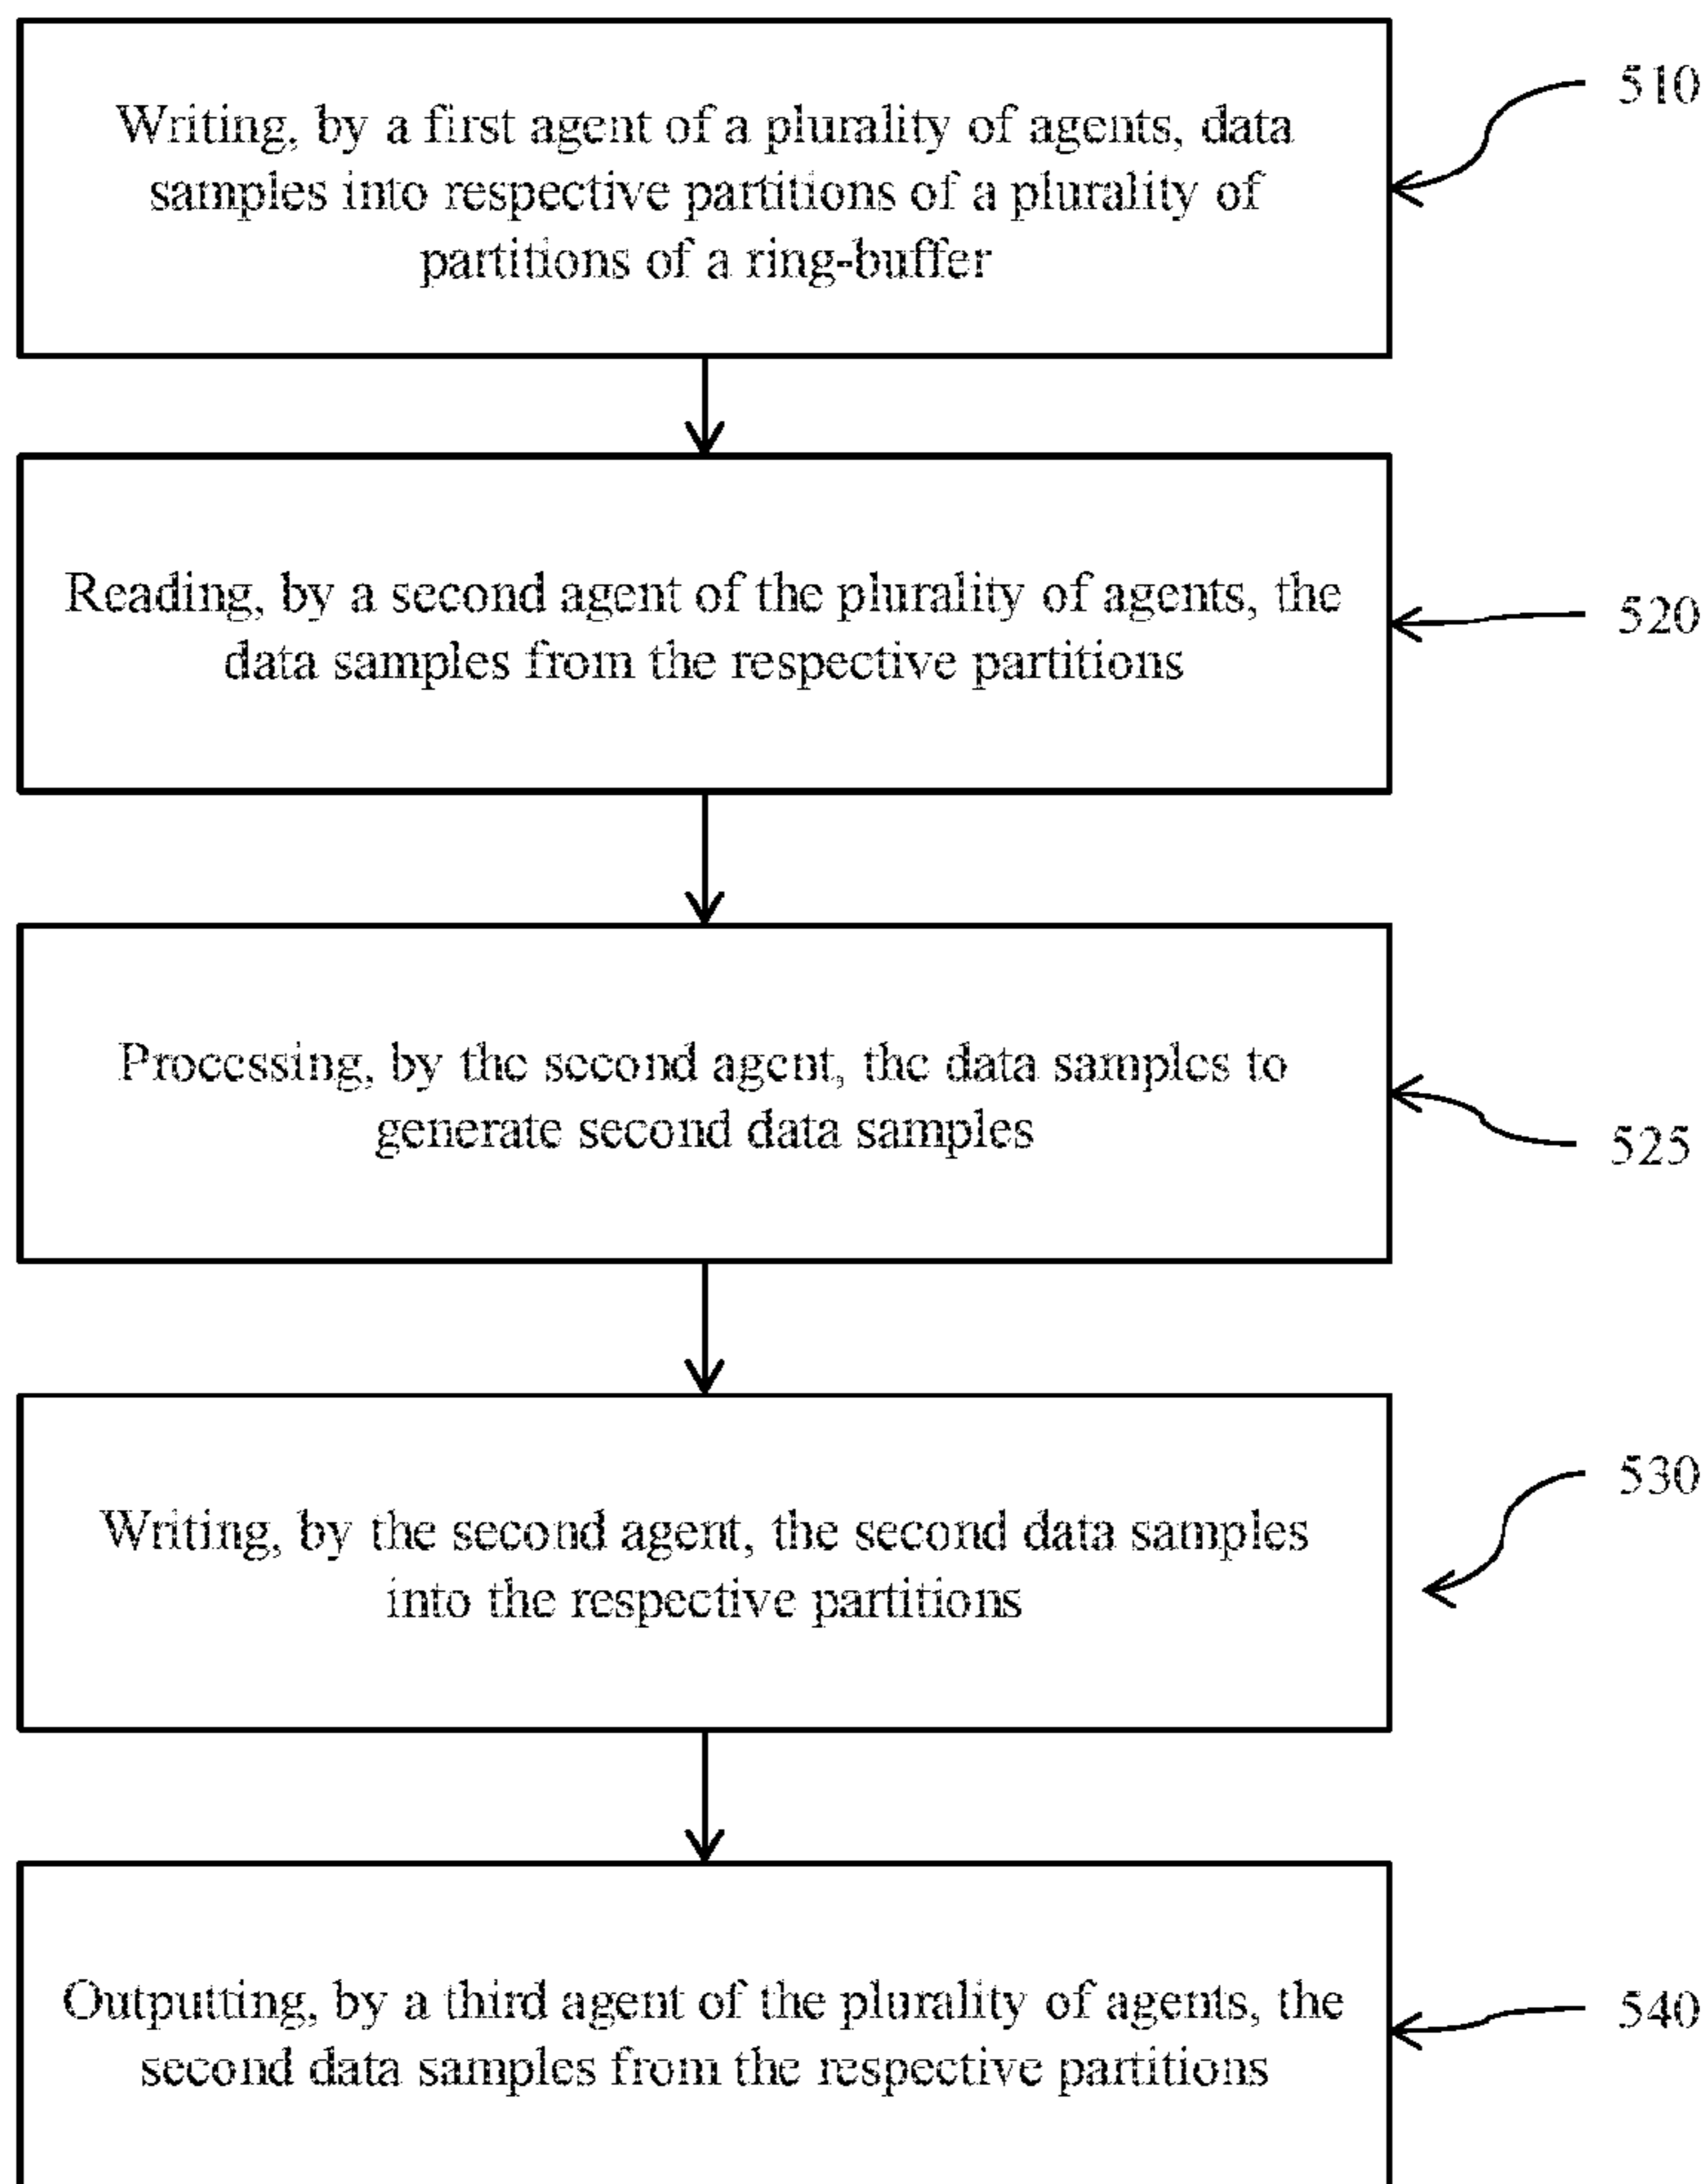 Writing, by a first agent of a plurality of agents, data
samples into respective partitions of a plurality of
partitions of a ring-buffer
510
Reading, by a second agent of the plurality of agents, the
data samples from the respective partitions
520
Processing, by the second agent, the data samples to
generate second data samples
525
Writing, by the second agent, the second data samples
into the respective partitions
530
Outputting, by a third agent of the plurality of agents, the
second data samples from the respective partitions
540